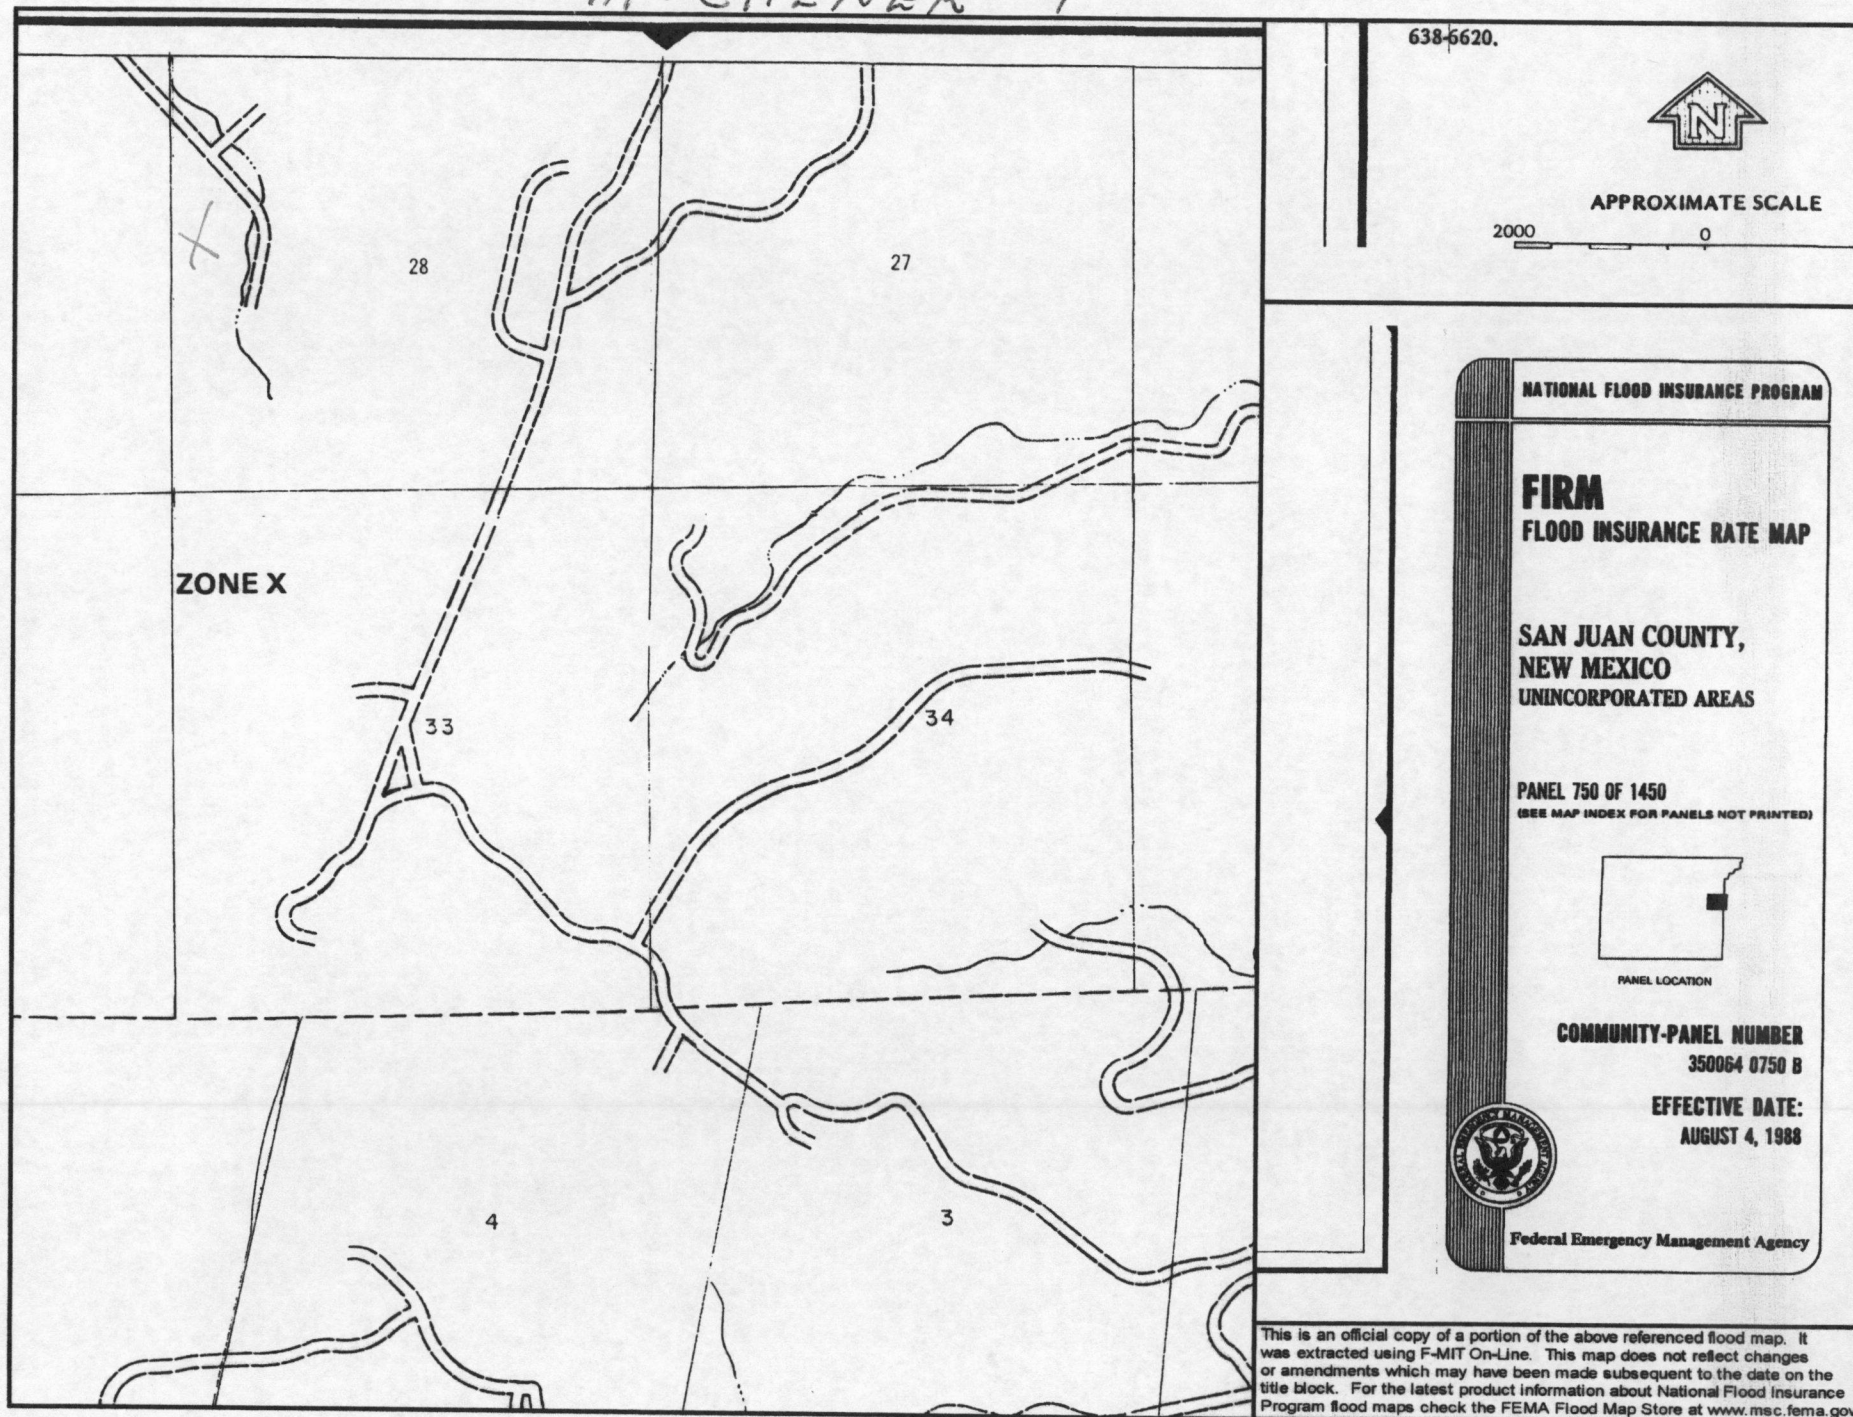 638-6620.
N
APPROXIMATE SCALE
2000 0
28
27
ZONE X
33
34
4
3
NATIONAL FLOOD INSURANCE PROGRAM
FIRM
FLOOD INSURANCE RATE MAP
SAN JUAN COUNTY,
NEW MEXICO
UNINCORPORATED AREAS
PANEL 750 OF 1450
(SEE MAP INDEX FOR PANELS NOT PRINTED)
PANEL LOCATION
COMMUNITY-PANEL NUMBER
350064 0750 B
EFFECTIVE DATE:
AUGUST 4, 1988
FEDERAL EMERGENCY MANAGEMENT AGENCY
Federal Emergency Management Agency
This is an official copy of a portion of the above referenced flood map. It
was extracted using F-MIT On-Line. This map does not reflect changes
or amendments which may have been made subsequent to the date on the
title block. For the latest product information about National Flood Insurance
Program flood maps check the FEMA Flood Map Store at www.msc.fema.gov